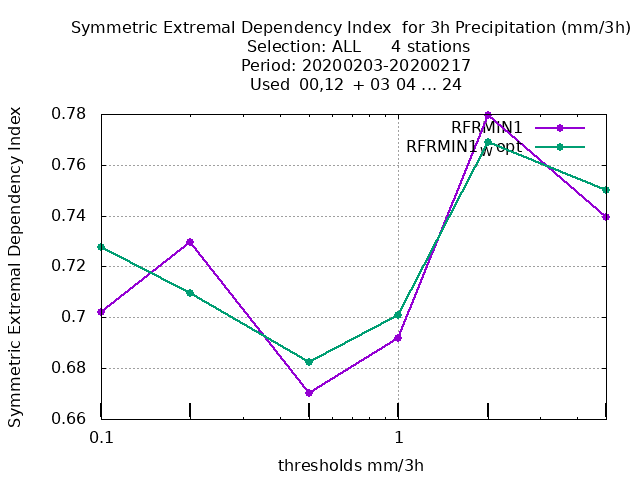 Symmetric Extremal Dependency Index for 3h Precipitation (mm/3h)
Selection: ALL 4 stations
Period: 20200203-20200217
Used 00,12 + 03 04 ... 24
Symmetric Extremal Dependency Index
0.78
0.76
0.74
0.72
0.7
0.68
0.66
RFRMIN1
RFRMIN1_w_opt
0.1
1
thresholds mm/3h